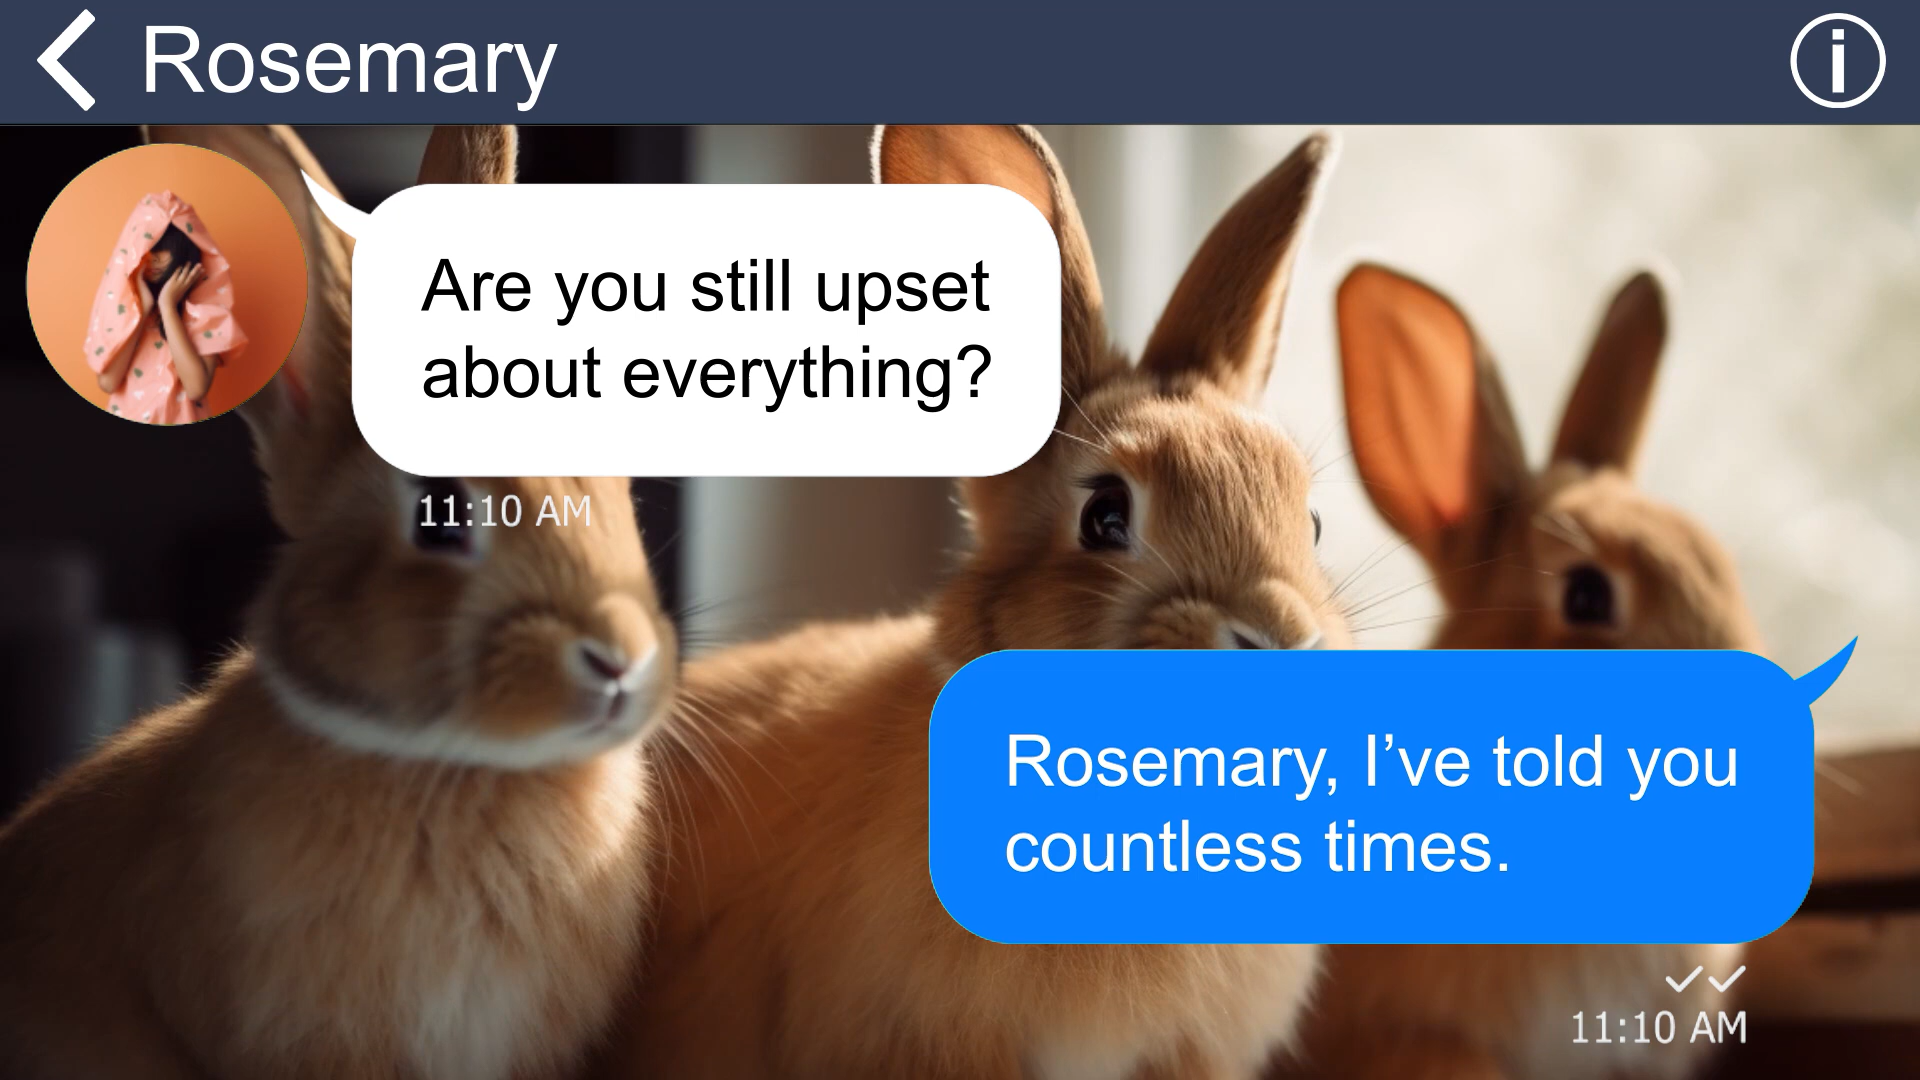 Rosemary
Are you still upset
about everything?
11:10 AM
Rosemary, I’ve told you
countless times.
11:10 AM